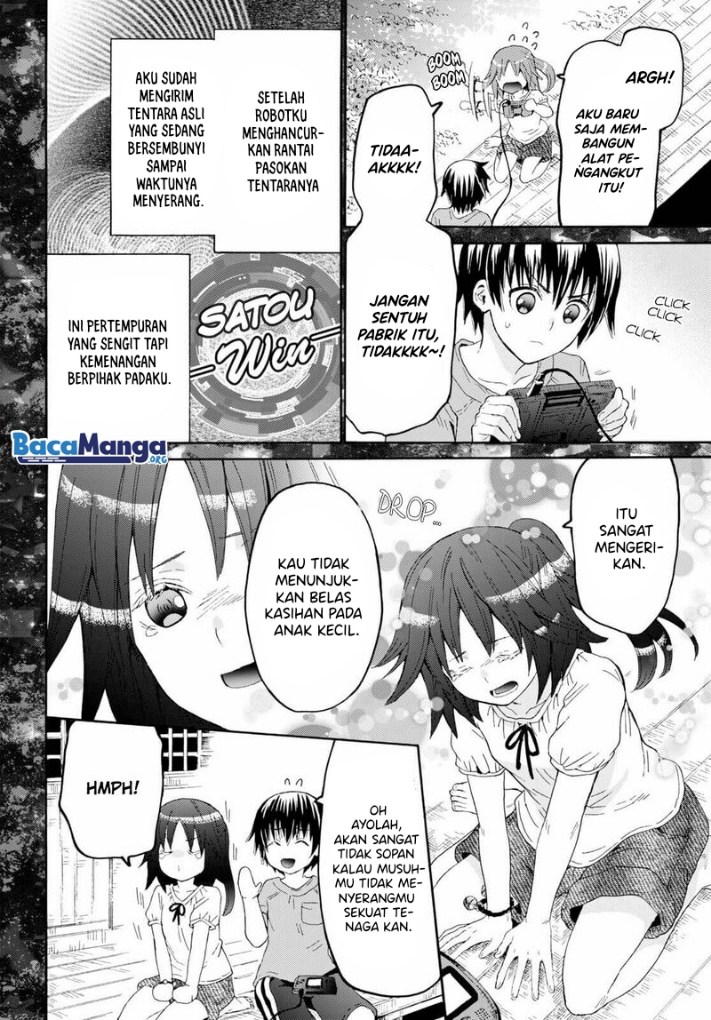 ARGH!
AKU BARU
SAJA MEM-
BANGUN
ALAT PE-
NGANGKUT
ITU!
BOOM
BOOM
TIDAA-
AKKKK!
JANGAN
SENTUH
PABRIK ITU,
TIDAKKKK~!
CLICK
CLICK
CLICK
SETELAH
ROBOTKU
MENGHANCUR-
KAN RANTAI
PASOKAN
TENTARANYA
AKU SUDAH
MENGIRIM
TENTARA ASLI
YANG SEDANG
BERSEMBUNYI
SAMPAI
WAKTUNYA
MENYERANG.
SATOU
Win
INI PERTEMPURAN
YANG SENGIT TAPI
KEMENANGAN
BERPIHAK PADAKU.
BacaManga
.ORG
ITU
SANGAT
MENGERI-
KAN.
DROP...
KAU TIDAK
MENUNJUK-
KAN BELAS
KASIHAN PADA
ANAK KECIL.
OH
AYOLAH,
AKAN SANGAT
TIDAK SOPAN
KALAU MUSUH-
MU TIDAK ME-
NYERANGMU
SEKUAT TE-
NAGA KAN.
HMPH!